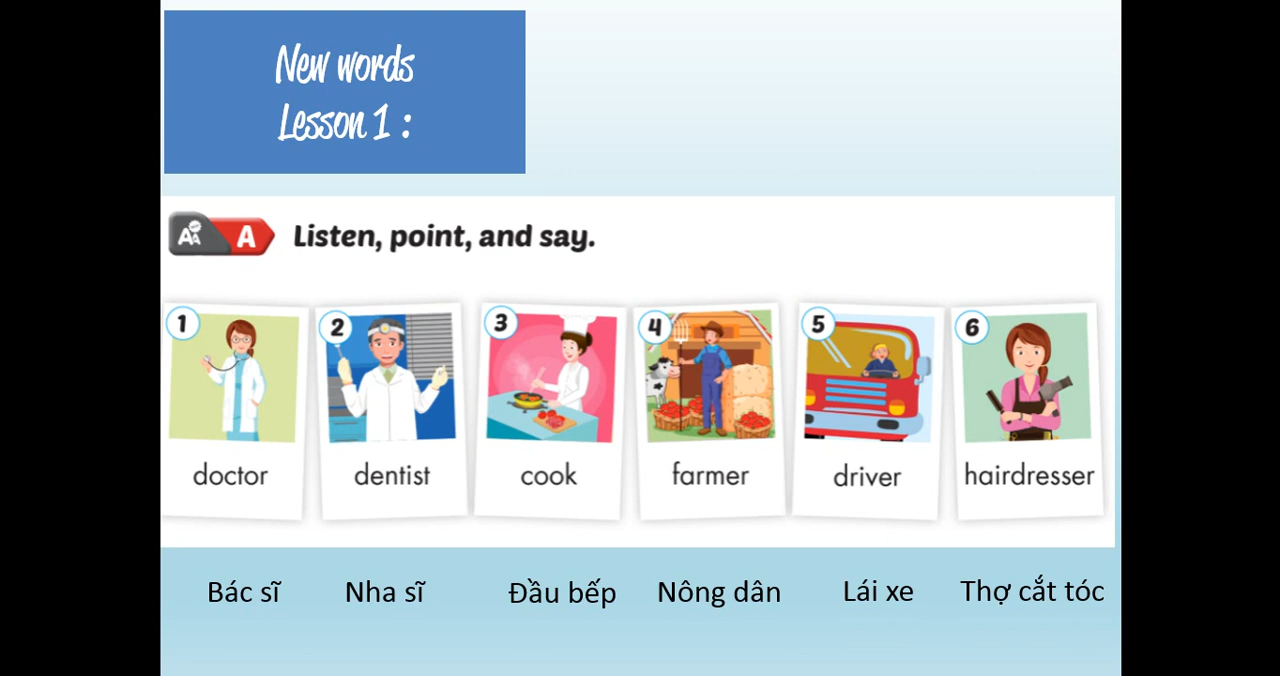 New words
Lesson 1 :
A Listen, point, and say.
1 2 3 4 5 6
doctor dentist cook farmer driver hairdresser
Bác sĩ Nha sĩ Đầu bếp Nông dân Lái xe Thợ cắt tóc